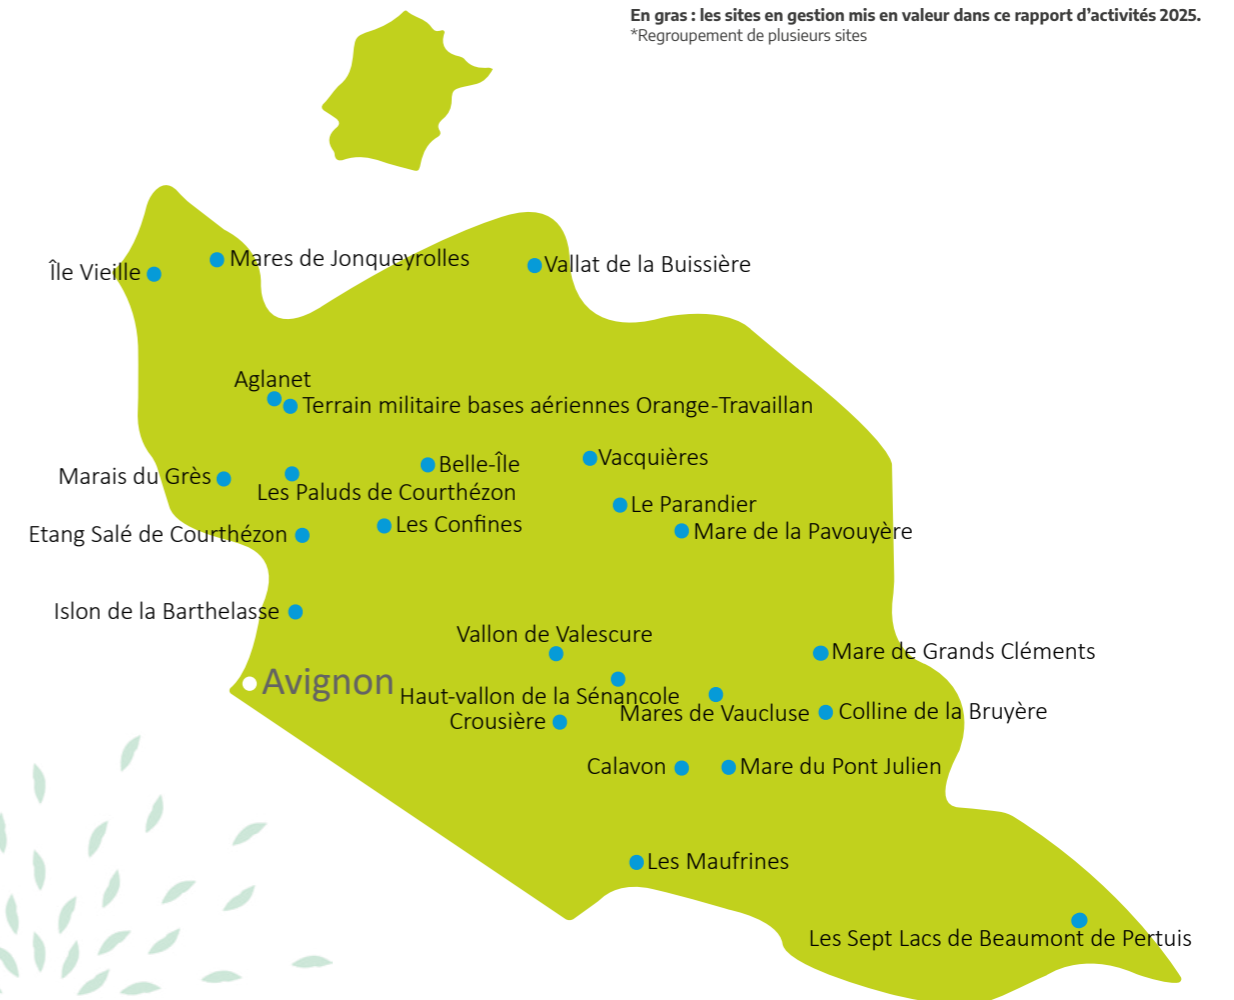 En gras : les sites en gestion mis en valeur dans ce rapport d'activités 2025.
*Regroupement de plusieurs sites
Île Vieille
Mares de Jonqueyrolles
Vallat de la Buissière
Aglanet
Terrain militaire bases aériennes Orange-Travaillan
Marais du Grès
Belle-Île
Vacquières
Les Paluds de Courthézon
Le Parandier
Etang Salé de Courthézon
Les Confines
Mare de la Pavouyère
Islon de la Barthelasse
Vallon de Valescure
Mare de Grands Cléments
Avignon
Haut-vallon de la Sénancole
Mares de Vaucluse
Colline de la Bruyère
Crousière
Calavon
Mare du Pont Julien
Les Maufrines
Les Sept Lacs de Beaumont de Pertuis